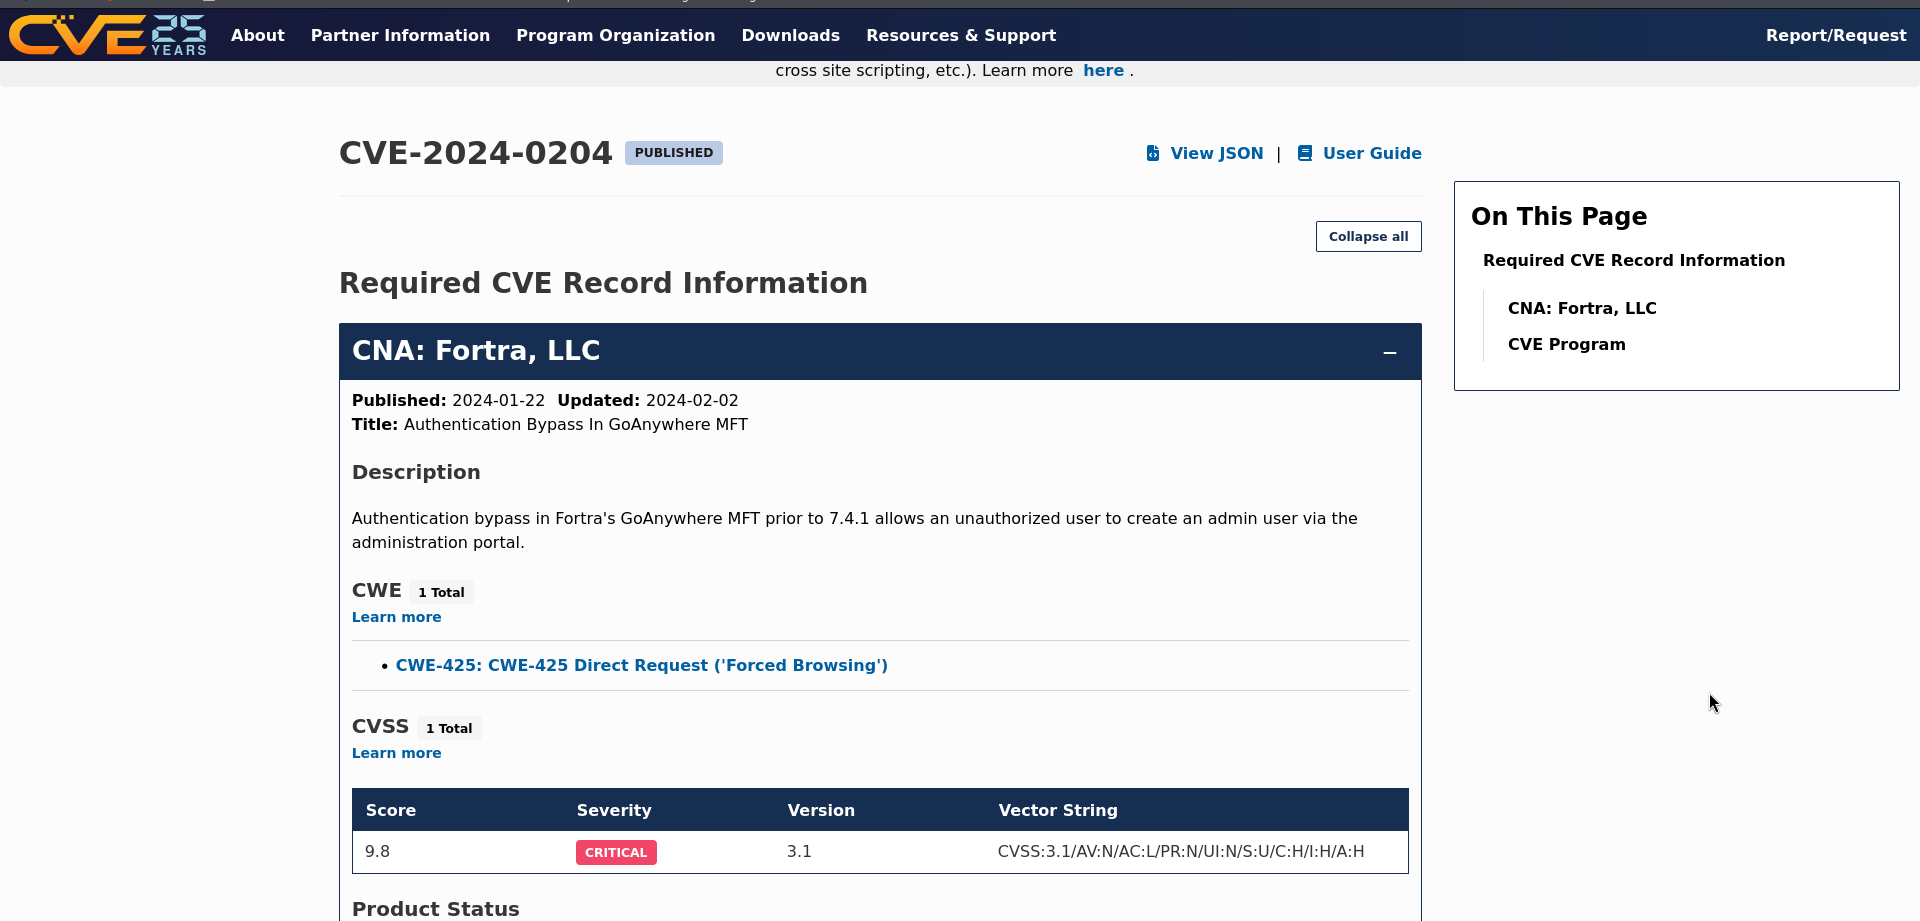 CVE 25 YEARS About Partner Information Program Organization Downloads Resources & Support Report/Request
cross site scripting, etc.). Learn more here .
CVE-2024-0204 PUBLISHED View JSON | User Guide
Collapse all
Required CVE Record Information
CNA: Fortra, LLC
Published: 2024-01-22 Updated: 2024-02-02
Title: Authentication Bypass In GoAnywhere MFT
Description
Authentication bypass in Fortra's GoAnywhere MFT prior to 7.4.1 allows an unauthorized user to create an admin user via the
administration portal.
CWE 1 Total
Learn more
• CWE-425: CWE-425 Direct Request ('Forced Browsing')
CVSS 1 Total
Learn more
Score Severity Version Vector String
9.8 CRITICAL 3.1 CVSS:3.1/AV:N/AC:L/PR:N/UI:N/S:U/C:H/I:H/A:H
Product Status
On This Page
Required CVE Record Information
CNA: Fortra, LLC
CVE Program